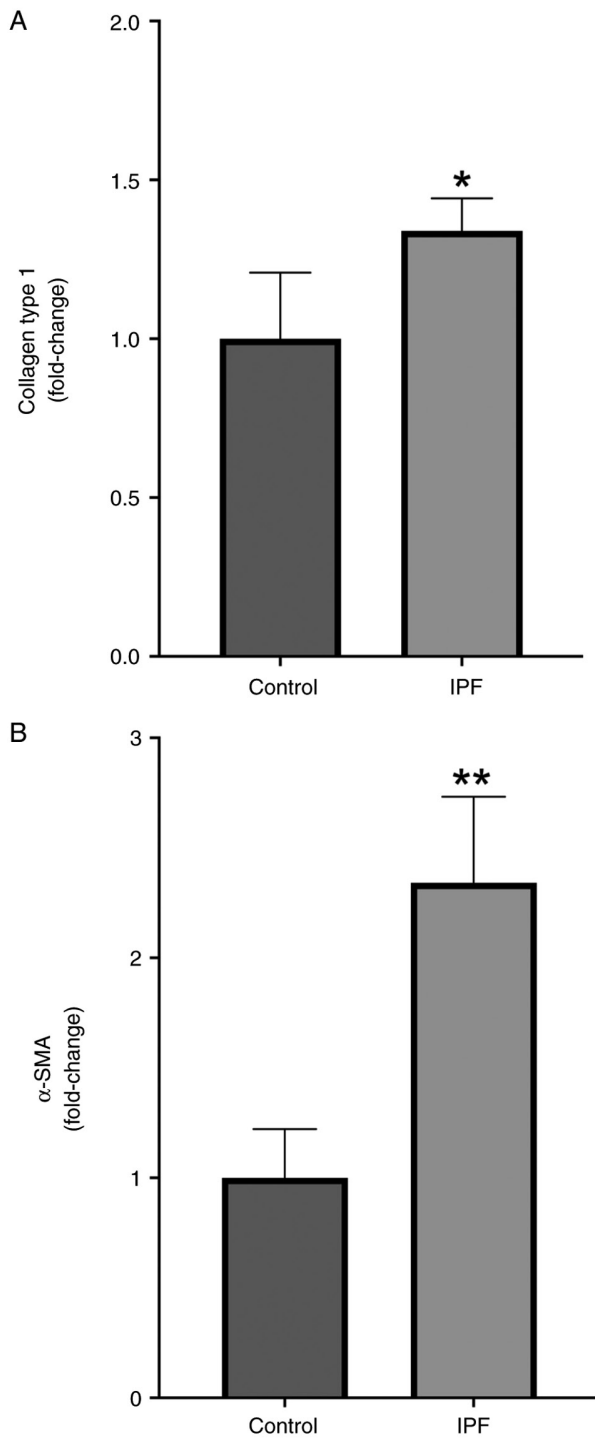 A
2.0
1.5
1.0
0.5
0.0
Collagen type 1
(fold-change)
*
Control
IPF
B
3
2
1
0
α-SMA
(fold-change)
**
Control
IPF